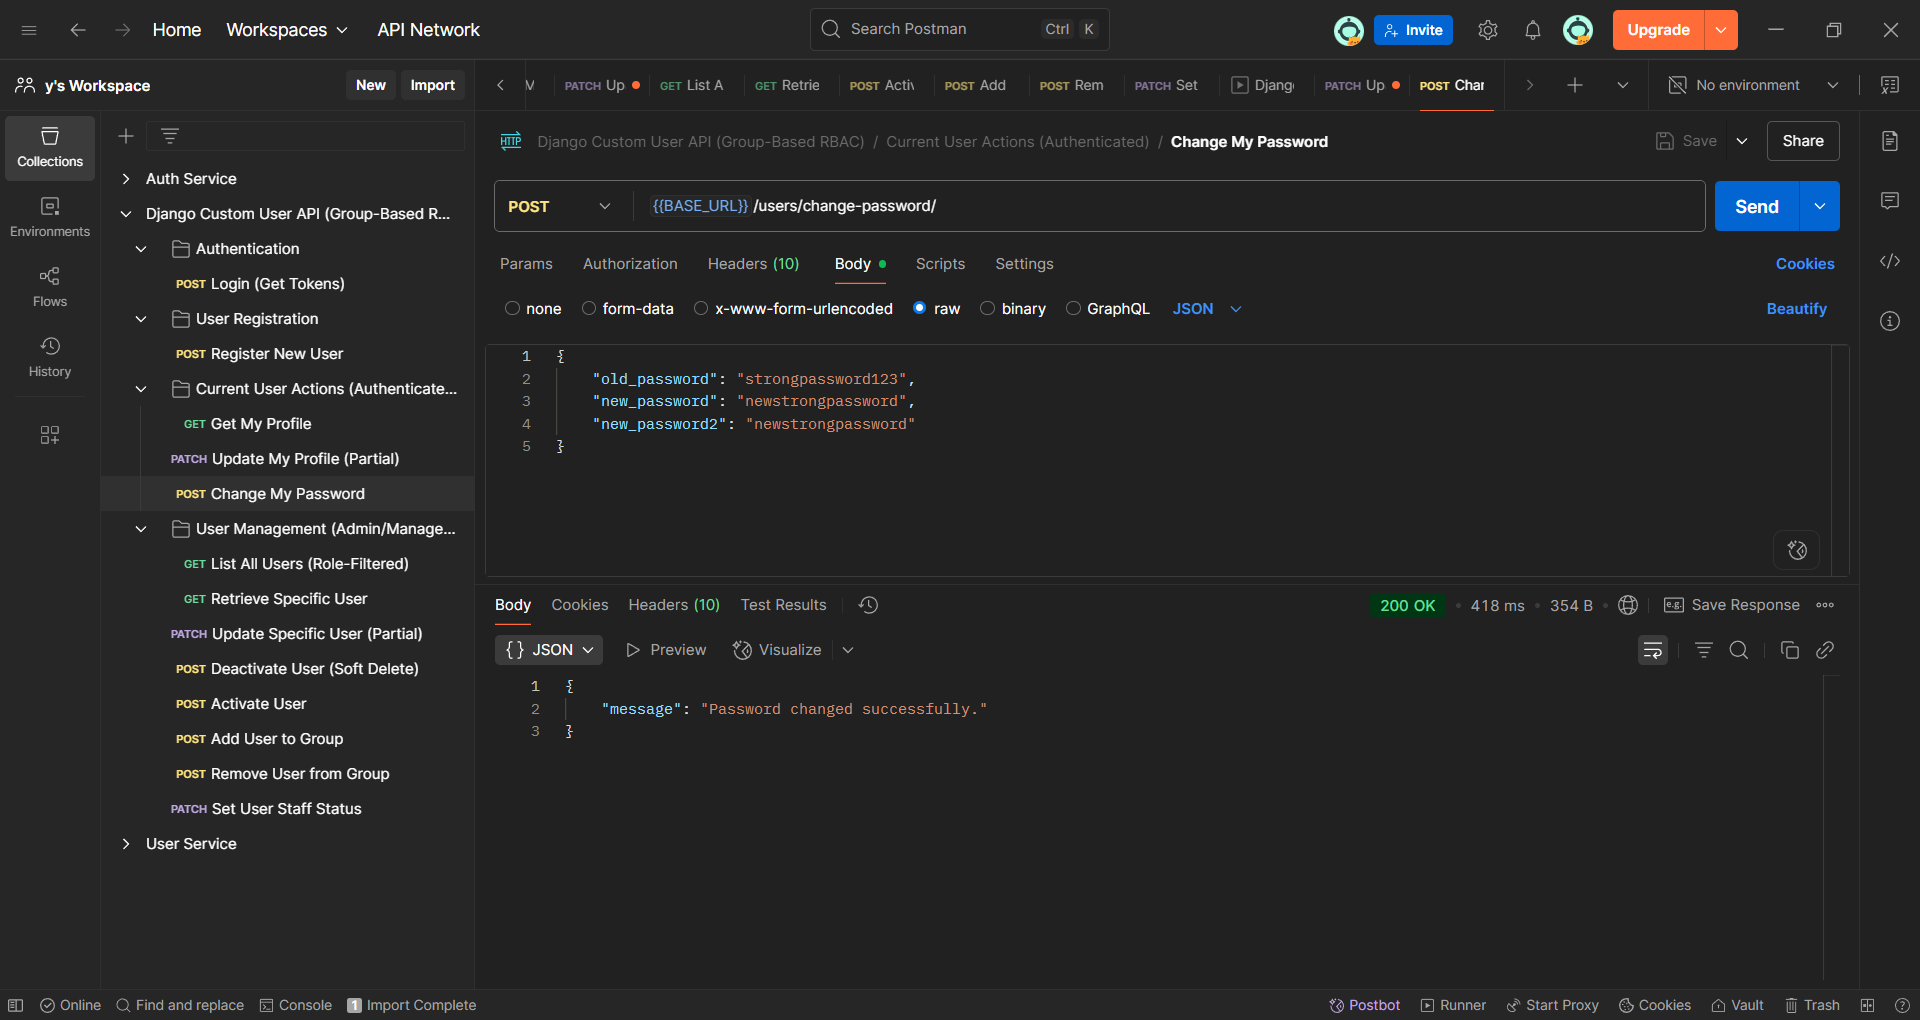 Home Workspaces API Network Search Postman Ctrl K Invite Upgrade
y's Workspace New Import
PATCH Up GET List A GET Retrie POST Activ POST Add POST Rem PATCH Set Djang PATCH Up POST Char No environment
Collections
Environments
Flows
History
Auth Service
Django Custom User API (Group-Based R...
Authentication
POST Login (Get Tokens)
User Registration
POST Register New User
Current User Actions (Authenticate...
GET Get My Profile
PATCH Update My Profile (Partial)
POST Change My Password
User Management (Admin/Manage...
GET List All Users (Role-Filtered)
GET Retrieve Specific User
PATCH Update Specific User (Partial)
POST Deactivate User (Soft Delete)
POST Activate User
POST Add User to Group
POST Remove User from Group
PATCH Set User Staff Status
User Service
HTTP Django Custom User API (Group-Based RBAC) / Current User Actions (Authenticated) / Change My Password Save Share
POST {{BASE_URL}} /users/change-password/ Send
Params Authorization Headers (10) Body Scripts Settings Cookies
none form-data x-www-form-urlencoded raw binary GraphQL JSON Beautify
1 {
2 "old_password": "strongpassword123",
3 "new_password": "newstrongpassword",
4 "new_password2": "newstrongpassword"
5 }
Body Cookies Headers (10) Test Results 200 OK 418 ms 354 B e.g. Save Response
{} JSON Preview Visualize
1 {
2 "message": "Password changed successfully."
3 }
Online Find and replace Console 1 Import Complete Postbot Runner Start Proxy Cookies Vault Trash